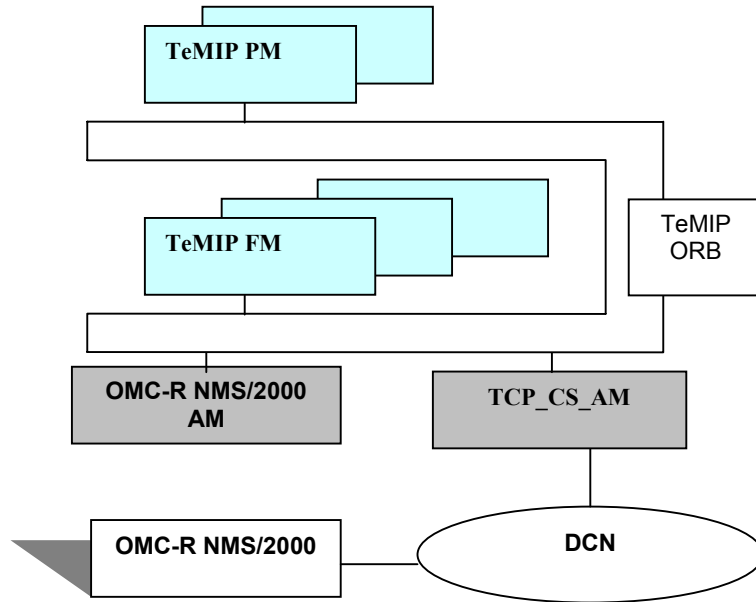 TeMIP PM
TeMIP FM
TeMIP
ORB
OMC-R NMS/2000
AM
TCP_CS_AM
OMC-R NMS/2000
DCN